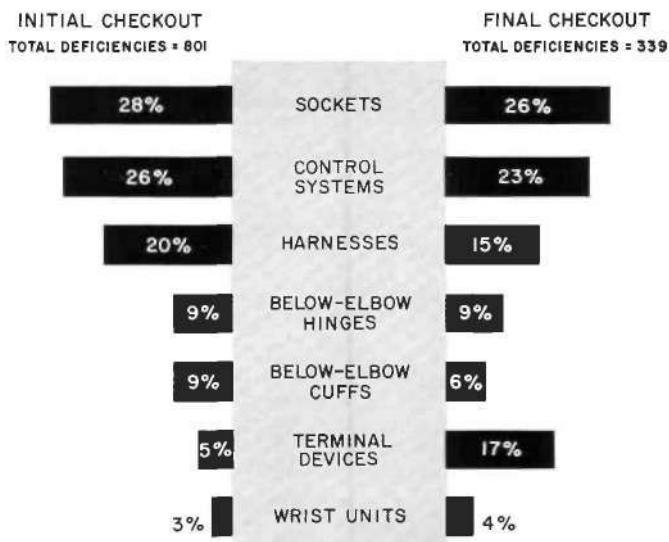 INITIAL CHECKOUT
TOTAL DEFICIENCIES = 801
FINAL CHECKOUT
TOTAL DEFICIENCIES = 339
28%
SOCKETS
26%
26%
CONTROL
SYSTEMS
23%
20%
HARNESSES
15%
9%
BELOW-ELBOW
HINGES
9%
9%
BELOW-ELBOW
CUFFS
6%
5%
TERMINAL
DEVICES
17%
3%
WRIST UNITS
4%